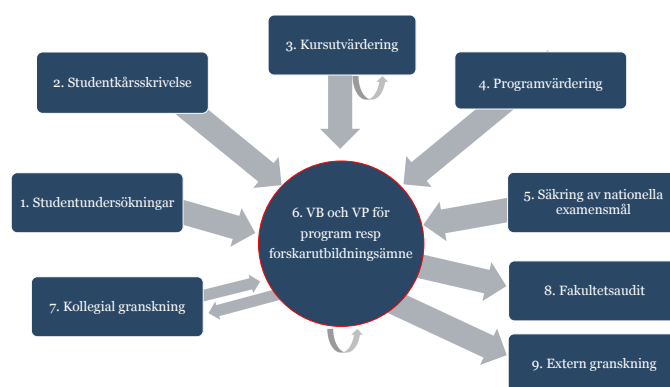 3. Kursutvärdering
2. Studentkårsskrivelse
4. Programvärdering
1. Studentundersökningar
5. Säkring av nationella
examensmål
6. VB och VP för
program resp
forskarutbildningsämne
7. Kollegial granskning
8. Fakultetsaudit
9. Extern granskning